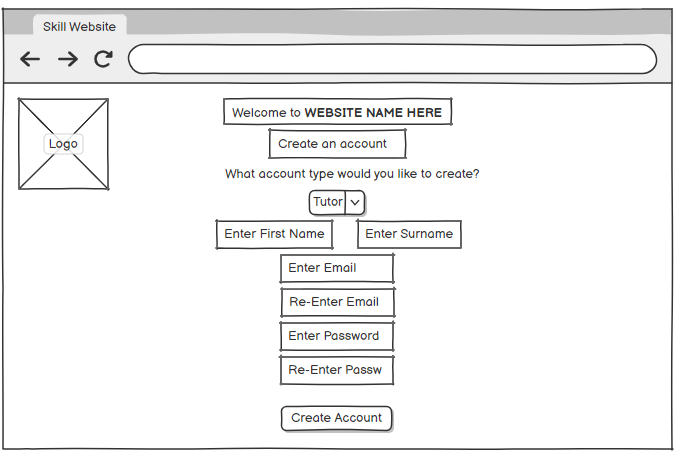 Skill Website
Logo
Welcome to WEBSITE NAME HERE
Create an account
What account type would you like to create?
Tutor
Enter First Name
Enter Surname
Enter Email
Re-Enter Email
Enter Password
Re-Enter Passw
Create Account